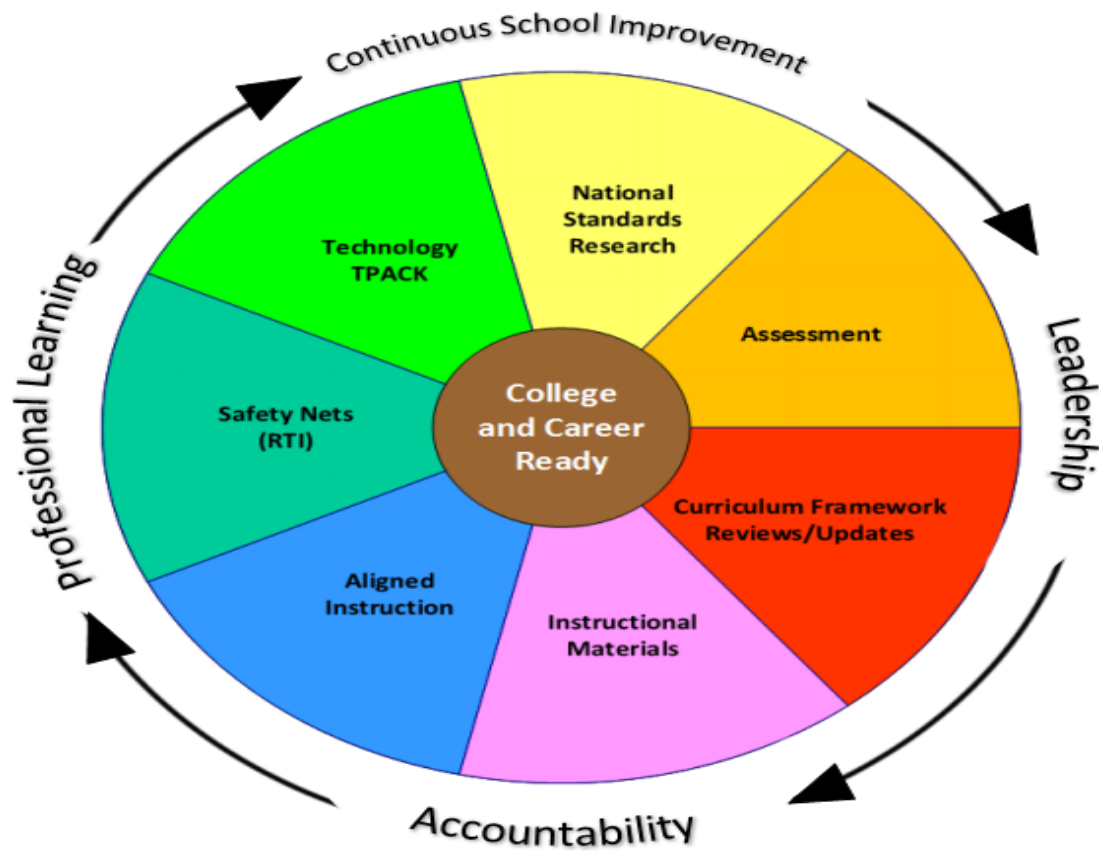 Continuous School Improvement
National
Standards
Research
Technology
TPACK
Assessment
Leadership
Professional Learning
College
and Career
Ready
Safety Nets
(RTI)
Curriculum Framework
Reviews/Updates
Aligned
Instruction
Instructional
Materials
Accountability